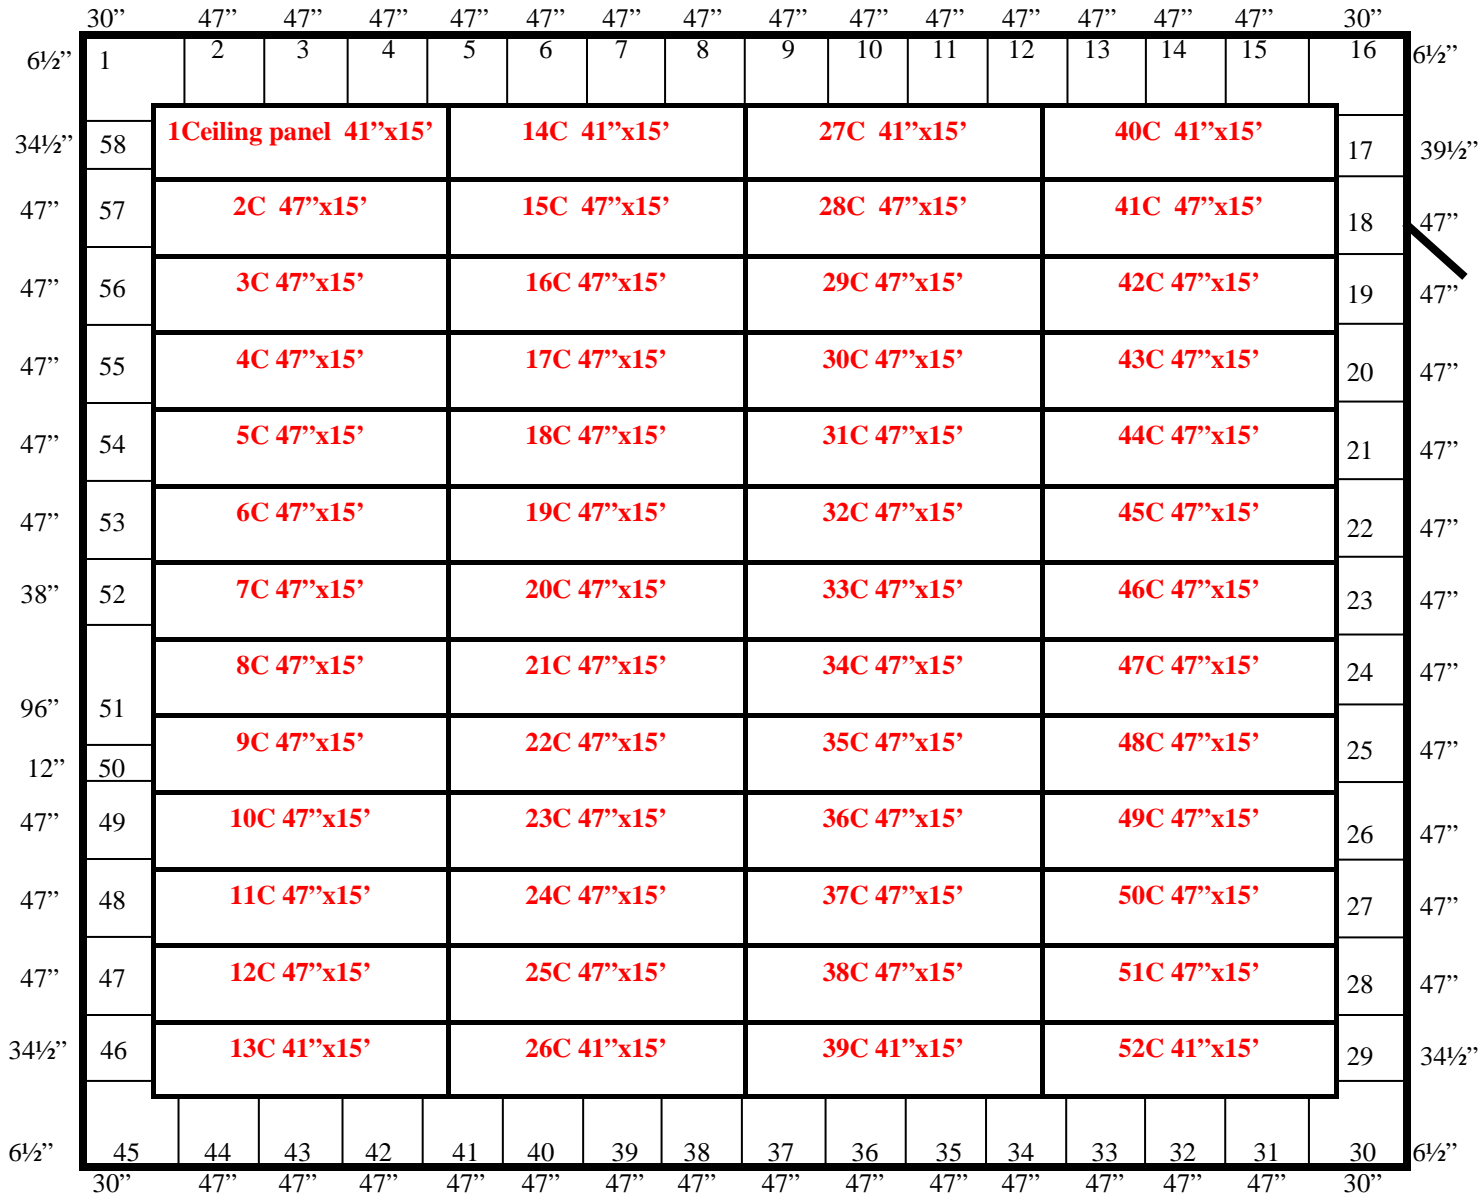 30” 47” 47” 47” 47” 47” 47” 47” 47” 47” 47” 47” 47” 47” 47” 30”
6½” 1 2 3 4 5 6 7 8 9 10 11 12 13 14 15 16 6½”
34½” 58 1Ceiling panel 41”x15’ 14C 41”x15’ 27C 41”x15’ 40C 41”x15’ 17 39½”
47” 57 2C 47”x15’ 15C 47”x15’ 28C 47”x15’ 41C 47”x15’ 18 47”
47” 56 3C 47”x15’ 16C 47”x15’ 29C 47”x15’ 42C 47”x15’ 19 47”
47” 55 4C 47”x15’ 17C 47”x15’ 30C 47”x15’ 43C 47”x15’ 20 47”
47” 54 5C 47”x15’ 18C 47”x15’ 31C 47”x15’ 44C 47”x15’ 21 47”
47” 53 6C 47”x15’ 19C 47”x15’ 32C 47”x15’ 45C 47”x15’ 22 47”
38” 52 7C 47”x15’ 20C 47”x15’ 33C 47”x15’ 46C 47”x15’ 23 47”
8C 47”x15’ 21C 47”x15’ 34C 47”x15’ 47C 47”x15’ 24 47”
96” 51
9C 47”x15’ 22C 47”x15’ 35C 47”x15’ 48C 47”x15’ 25 47”
12” 50
47” 49 10C 47”x15’ 23C 47”x15’ 36C 47”x15’ 49C 47”x15’ 26 47”
47” 48 11C 47”x15’ 24C 47”x15’ 37C 47”x15’ 50C 47”x15’ 27 47”
47” 47 12C 47”x15’ 25C 47”x15’ 38C 47”x15’ 51C 47”x15’ 28 47”
34½” 46 13C 41”x15’ 26C 41”x15’ 39C 41”x15’ 52C 41”x15’ 29 34½”
6½” 45 44 43 42 41 40 39 38 37 36 35 34 33 32 31 30 6½”
30” 47” 47” 47” 47” 47” 47” 47” 47” 47” 47” 47” 47” 47” 47” 30”